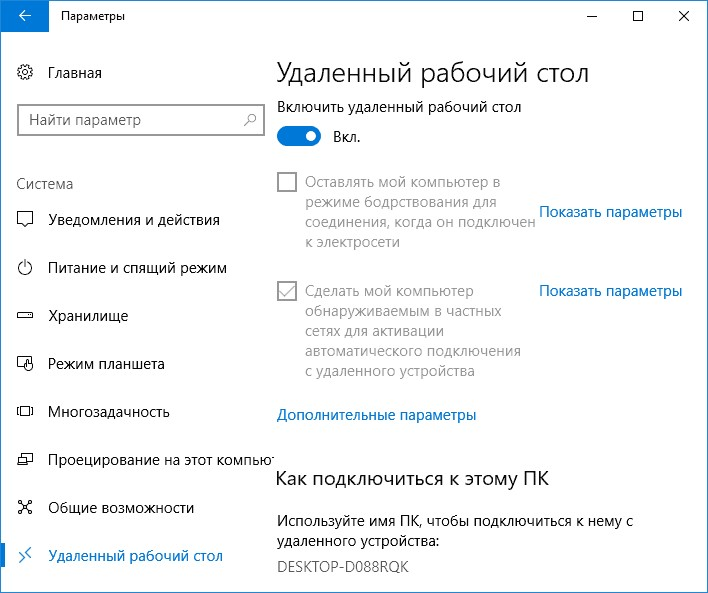 Параметры
Главная
Найти параметр
Система
Уведомления и действия
Питание и спящий режим
Хранилище
Режим планшета
Многозадачность
Проецирование на этот компью
Общие возможности
Удаленный рабочий стол
Удаленный рабочий стол
Включить удаленный рабочий стол
Вкл.
Оставлять мой компьютер в
режиме бодрствования для
соединения, когда он подключен
к электросети
Показать параметры
Сделать мой компьютер
обнаруживаемым в частных
сетях для активации
автоматического подключения
с удаленного устройства
Показать параметры
Дополнительные параметры
Как подключиться к этому ПК
Используйте имя ПК, чтобы подключиться к нему с
удаленного устройства:
DESKTOP-D088RQK